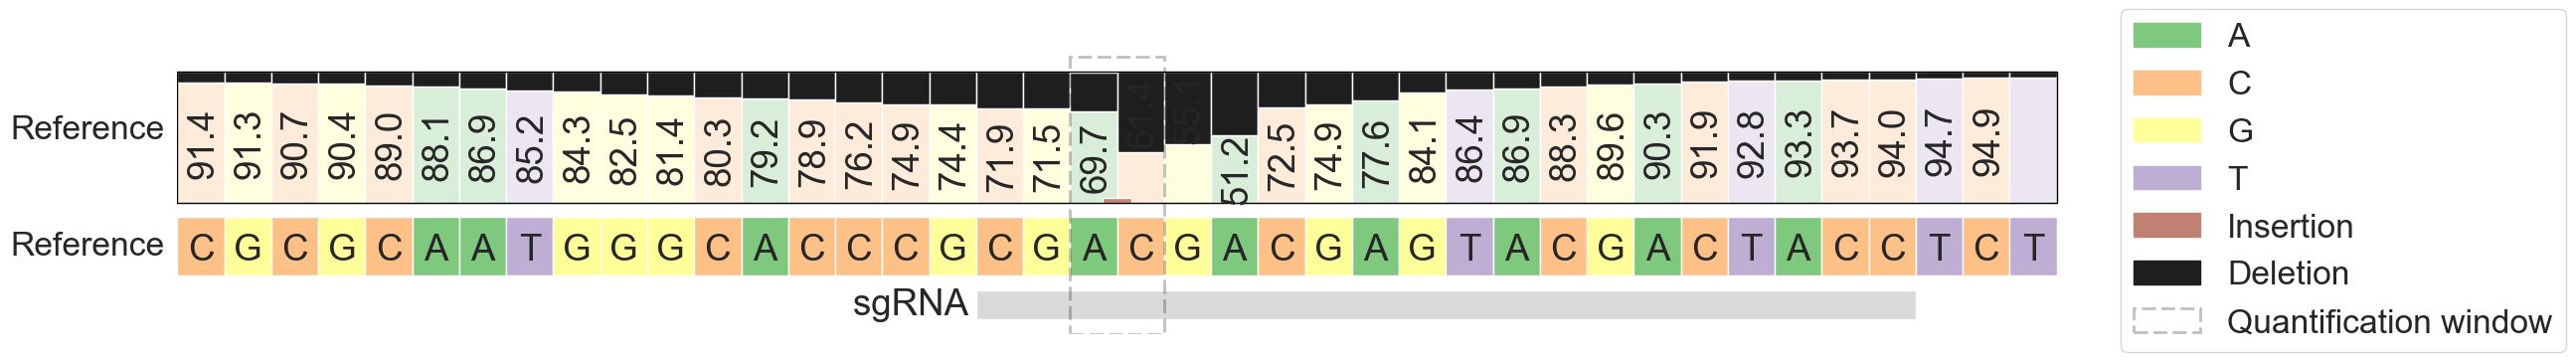 Reference 91.4 91.3 90.7 90.4 89.0 88.1 86.9 85.2 84.3 82.5 81.4 80.3 79.2 78.9 76.2 74.9 74.4 71.9 71.5 69.7 61.4 55.1 51.2 72.5 74.9 77.6 84.1 86.4 86.9 88.3 89.6 90.3 91.9 92.8 93.3 93.7 94.0 94.7 94.9
Reference C G C G C A A T G G G C A C C C G C G A C G A C G A G T A C G A C T A C C T C T
sgRNA
A
C
G
T
Insertion
Deletion
Quantification window